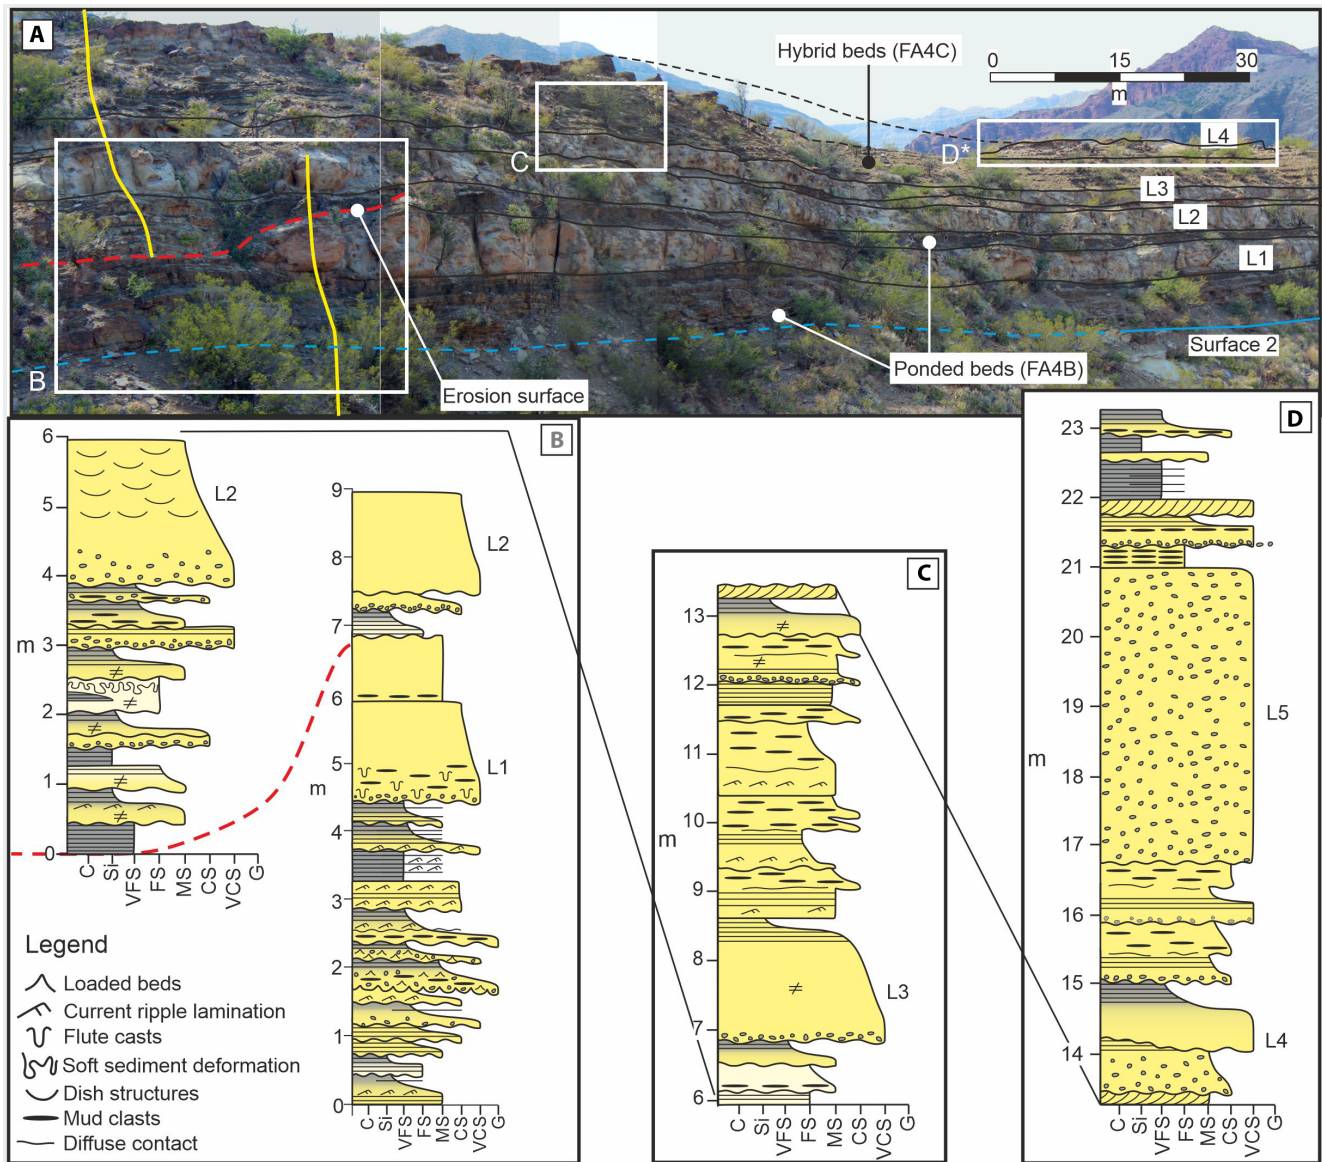 A
Hybrid beds (FA4C)
0 15 30
m
C
D*
L4
L3
L2
L1
Surface 2
B
Ponded beds (FA4B)
Erosion surface
B
6
5
4
m 3
2
1
0
L2
C Si VFS FS MS CS VCS G
9
8
7
6
5
m
4
3
2
1
0
L2
L1
C Si VFS FS MS CS VCS G
Legend
Loaded beds
Current ripple lamination
Flute casts
Soft sediment deformation
Dish structures
Mud clasts
Diffuse contact
C
13
12
11
10
m
9
8
7
6
L3
C Si VFS FS MS CS VCS G
D
23
22
21
20
19
m
18
17
16
15
14
L5
L4
C Si VFS FS MS CS VCS G